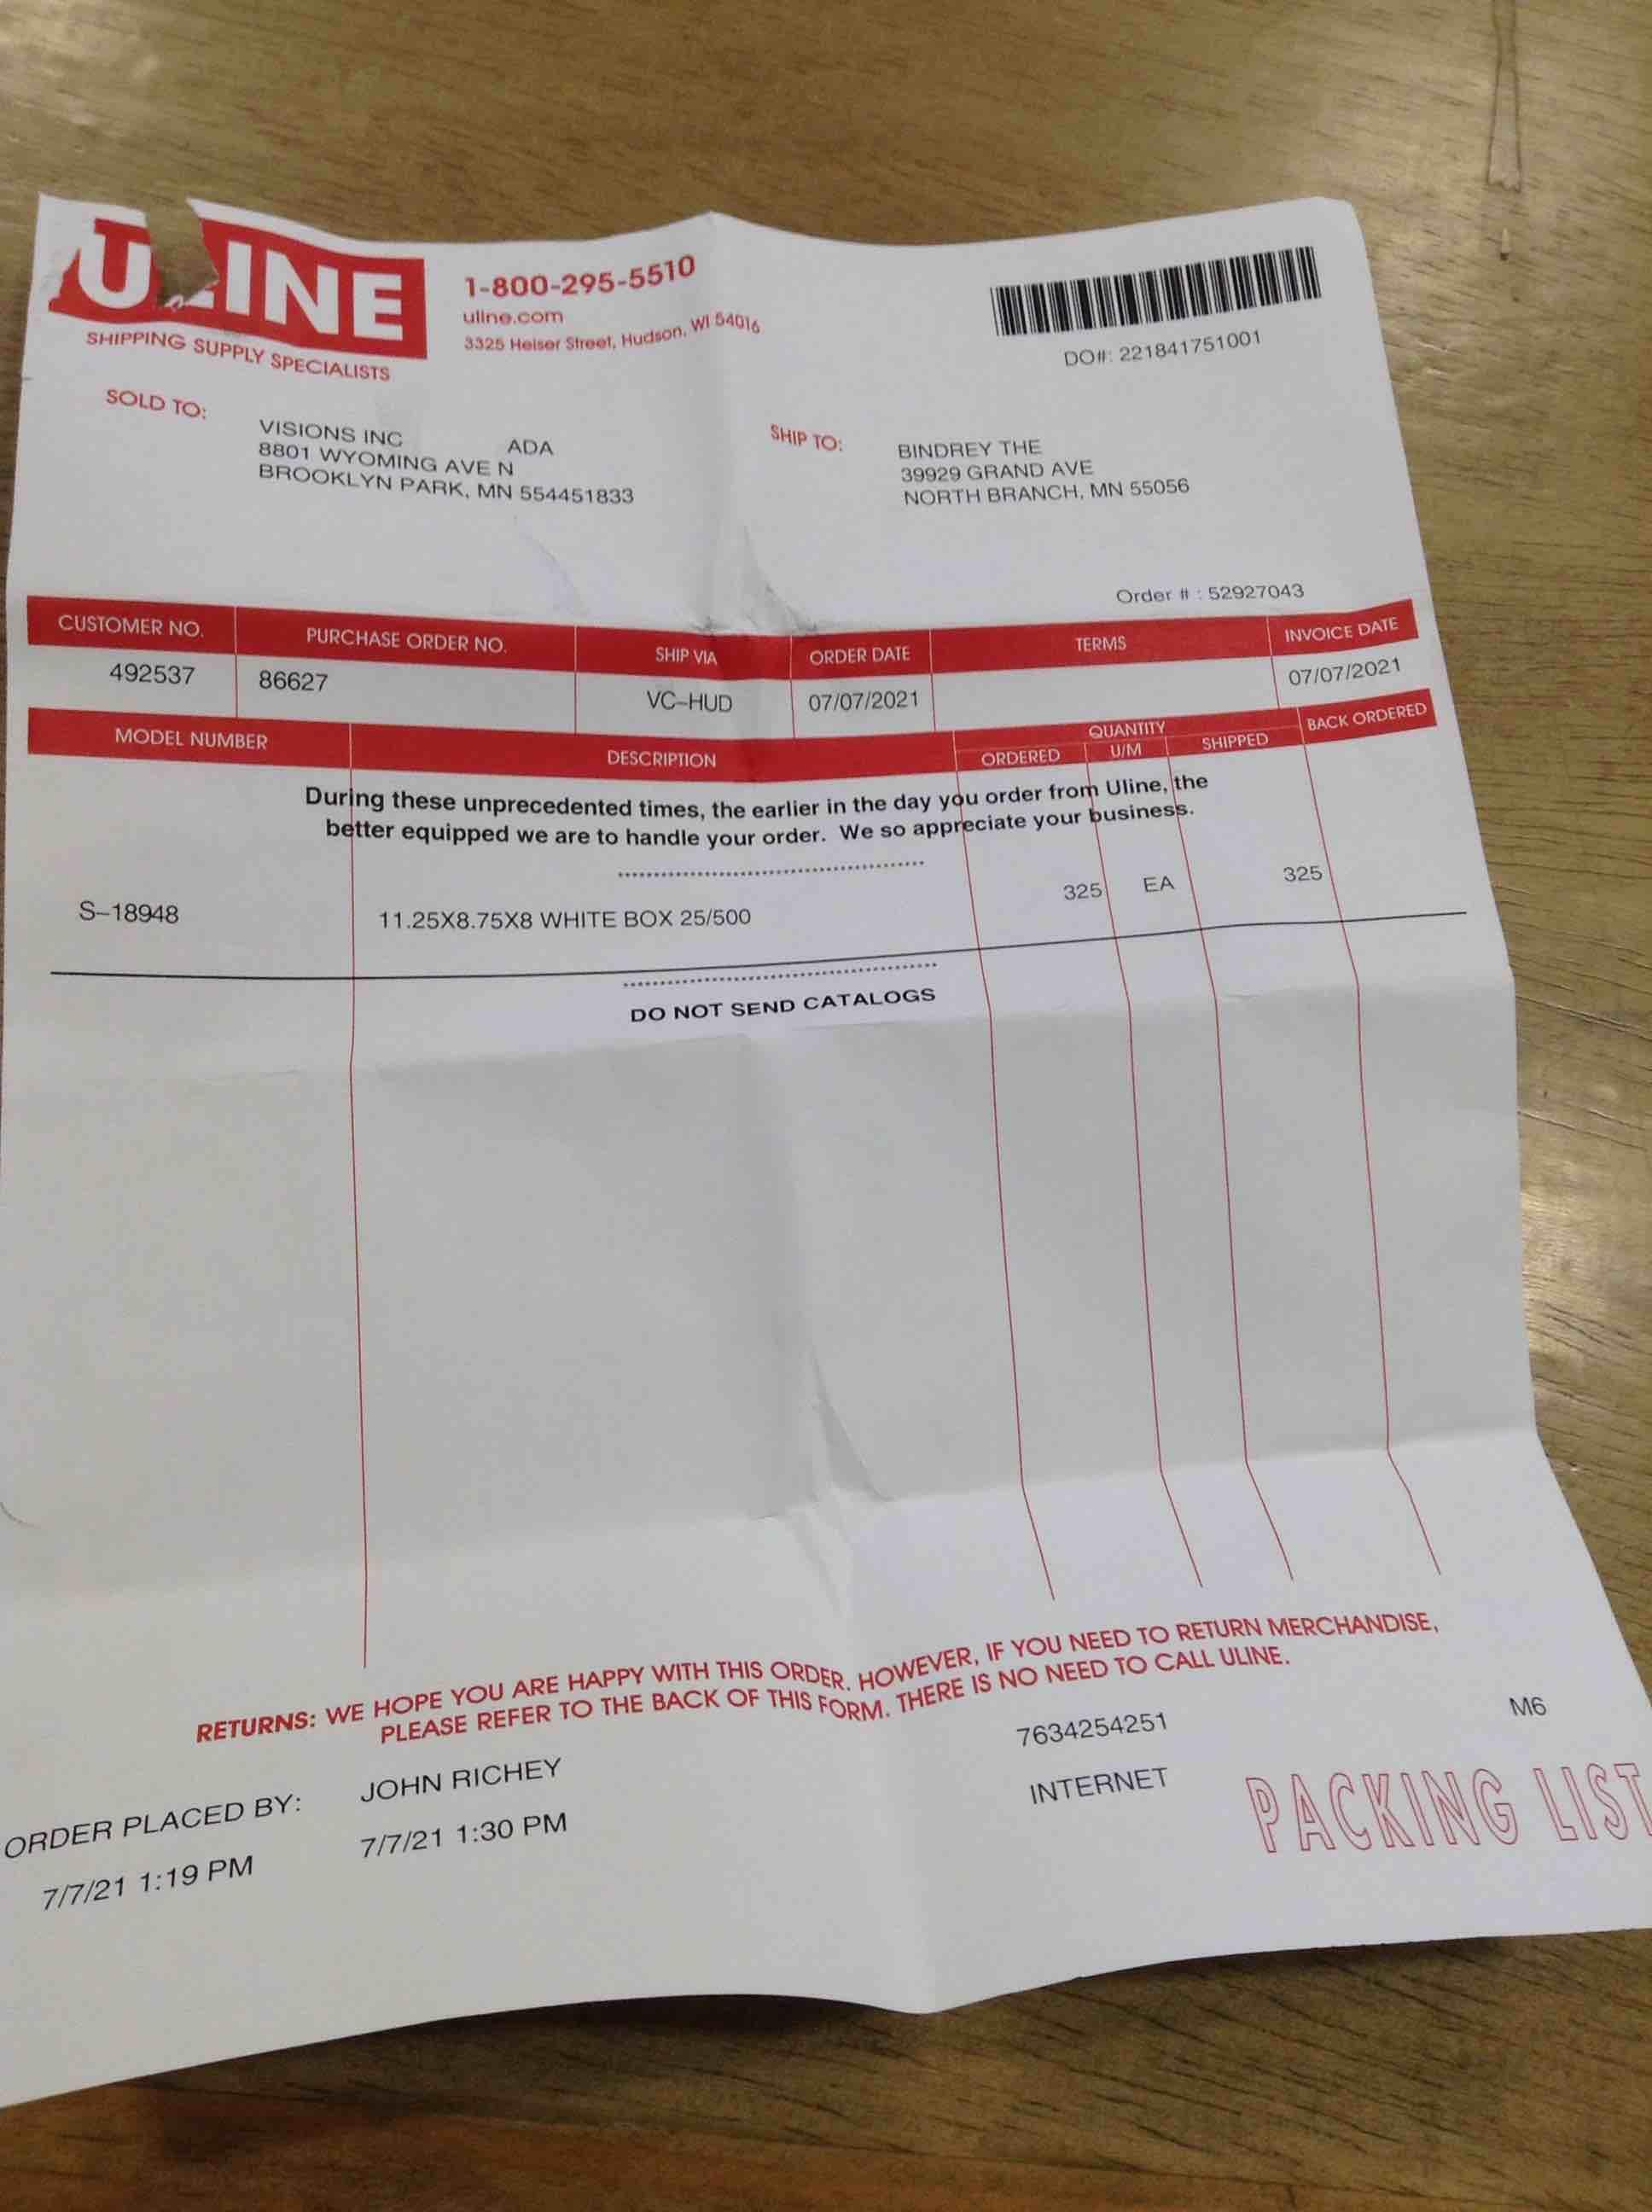 ULINE
SHIPPING SUPPLY SPECIALISTS
1-800-295-5510
uline.com
3325 Heiser Street, Hudson, WI 54016
DO#: 221841751001
SOLD TO:
VISIONS INC ADA
8801 WYOMING AVE N
BROOKLYN PARK, MN 554451833
SHIP TO:
BINDREY THE
39929 GRAND AVE
NORTH BRANCH, MN 55056
Order # : 52927043
CUSTOMER NO. PURCHASE ORDER NO. SHIP VIA ORDER DATE TERMS INVOICE DATE
492537 86627 VC-HUD 07/07/2021 07/07/2021
MODEL NUMBER DESCRIPTION QUANTITY ORDERED U/M SHIPPED BACK ORDERED
During these unprecedented times, the earlier in the day you order from Uline, the
better equipped we are to handle your order. We so appreciate your business.
S-18948 11.25X8.75X8 WHITE BOX 25/500 325 EA 325
DO NOT SEND CATALOGS
RETURNS: WE HOPE YOU ARE HAPPY WITH THIS ORDER. HOWEVER, IF YOU NEED TO RETURN MERCHANDISE,
PLEASE REFER TO THE BACK OF THIS FORM. THERE IS NO NEED TO CALL ULINE.
ORDER PLACED BY: JOHN RICHEY 7634254251 M6
7/7/21 1:19 PM 7/7/21 1:30 PM INTERNET PACKING LIST